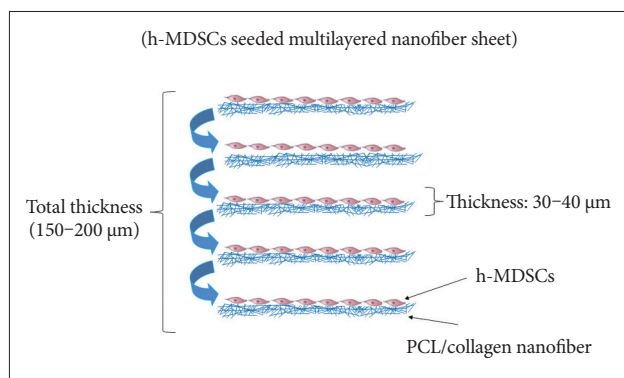 (h-MDSCs seeded multilayered nanofiber sheet)
Total thickness
(150−200 μm)
Thickness: 30−40 μm
h-MDSCs
PCL/collagen nanofiber